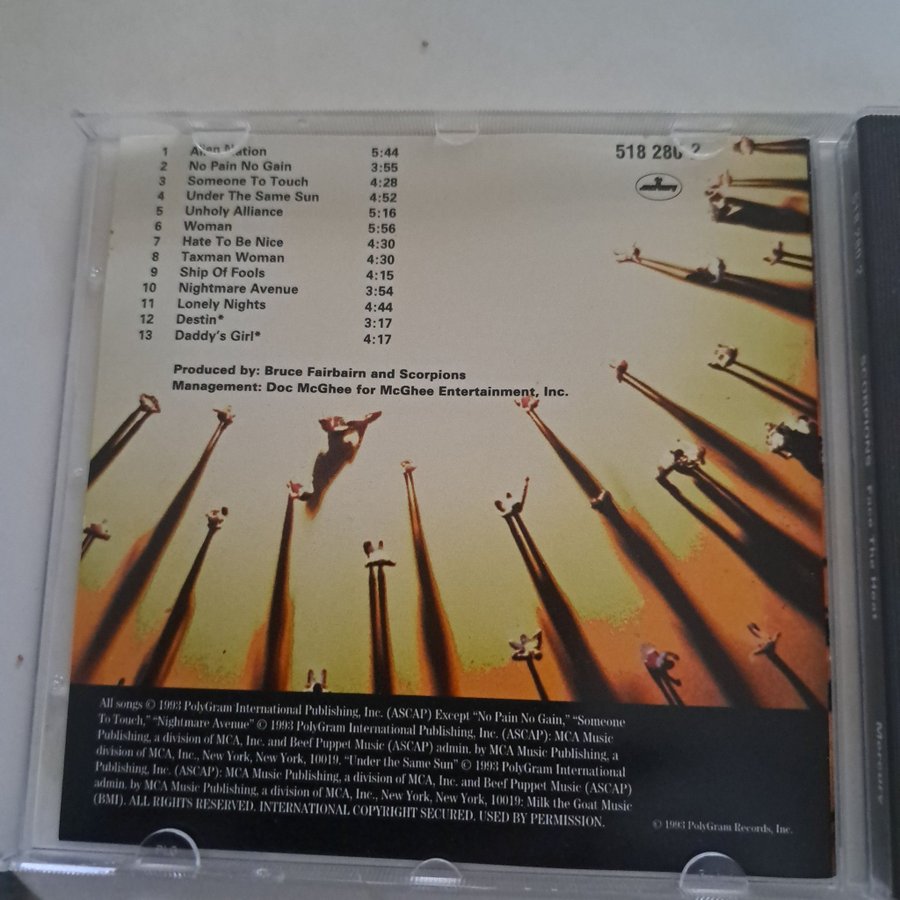 1 Alien Nation 5:44
2 No Pain No Gain 3:55
3 Someone To Touch 4:28
4 Under The Same Sun 4:52
5 Unholy Alliance 5:16
6 Woman 5:56
7 Hate To Be Nice 4:30
8 Taxman Woman 4:30
9 Ship Of Fools 4:15
10 Nightmare Avenue 3:54
11 Lonely Nights 4:44
12 Destin* 3:17
13 Daddy's Girl* 4:17
518 280 2
Mercury
Produced by: Bruce Fairbairn and Scorpions
Management: Doc McGhee for McGhee Entertainment, Inc.
All songs © 1993 PolyGram International Publishing, Inc. (ASCAP) Except "No Pain No Gain," "Someone
To Touch," "Nightmare Avenue" © 1993 PolyGram International Publishing, Inc. (ASCAP): MCA Music
Publishing, a division of MCA, Inc. and Beef Puppet Music (ASCAP) admin. by MCA Music Publishing, a
division of MCA, Inc., New York, New York, 10019. "Under the Same Sun" © 1993 PolyGram International
Publishing, Inc. (ASCAP): MCA Music Publishing, a division of MCA, Inc. and Beef Puppet Music (ASCAP)
admin. by MCA Music Publishing, a division of MCA, Inc., New York, New York, 10019: Milk the Goat Music
(BMI). ALL RIGHTS RESERVED. INTERNATIONAL COPYRIGHT SECURED. USED BY PERMISSION.
© 1993 PolyGram Records, Inc.
518 280 2
SCORPIONS Face The Heat
Mercury